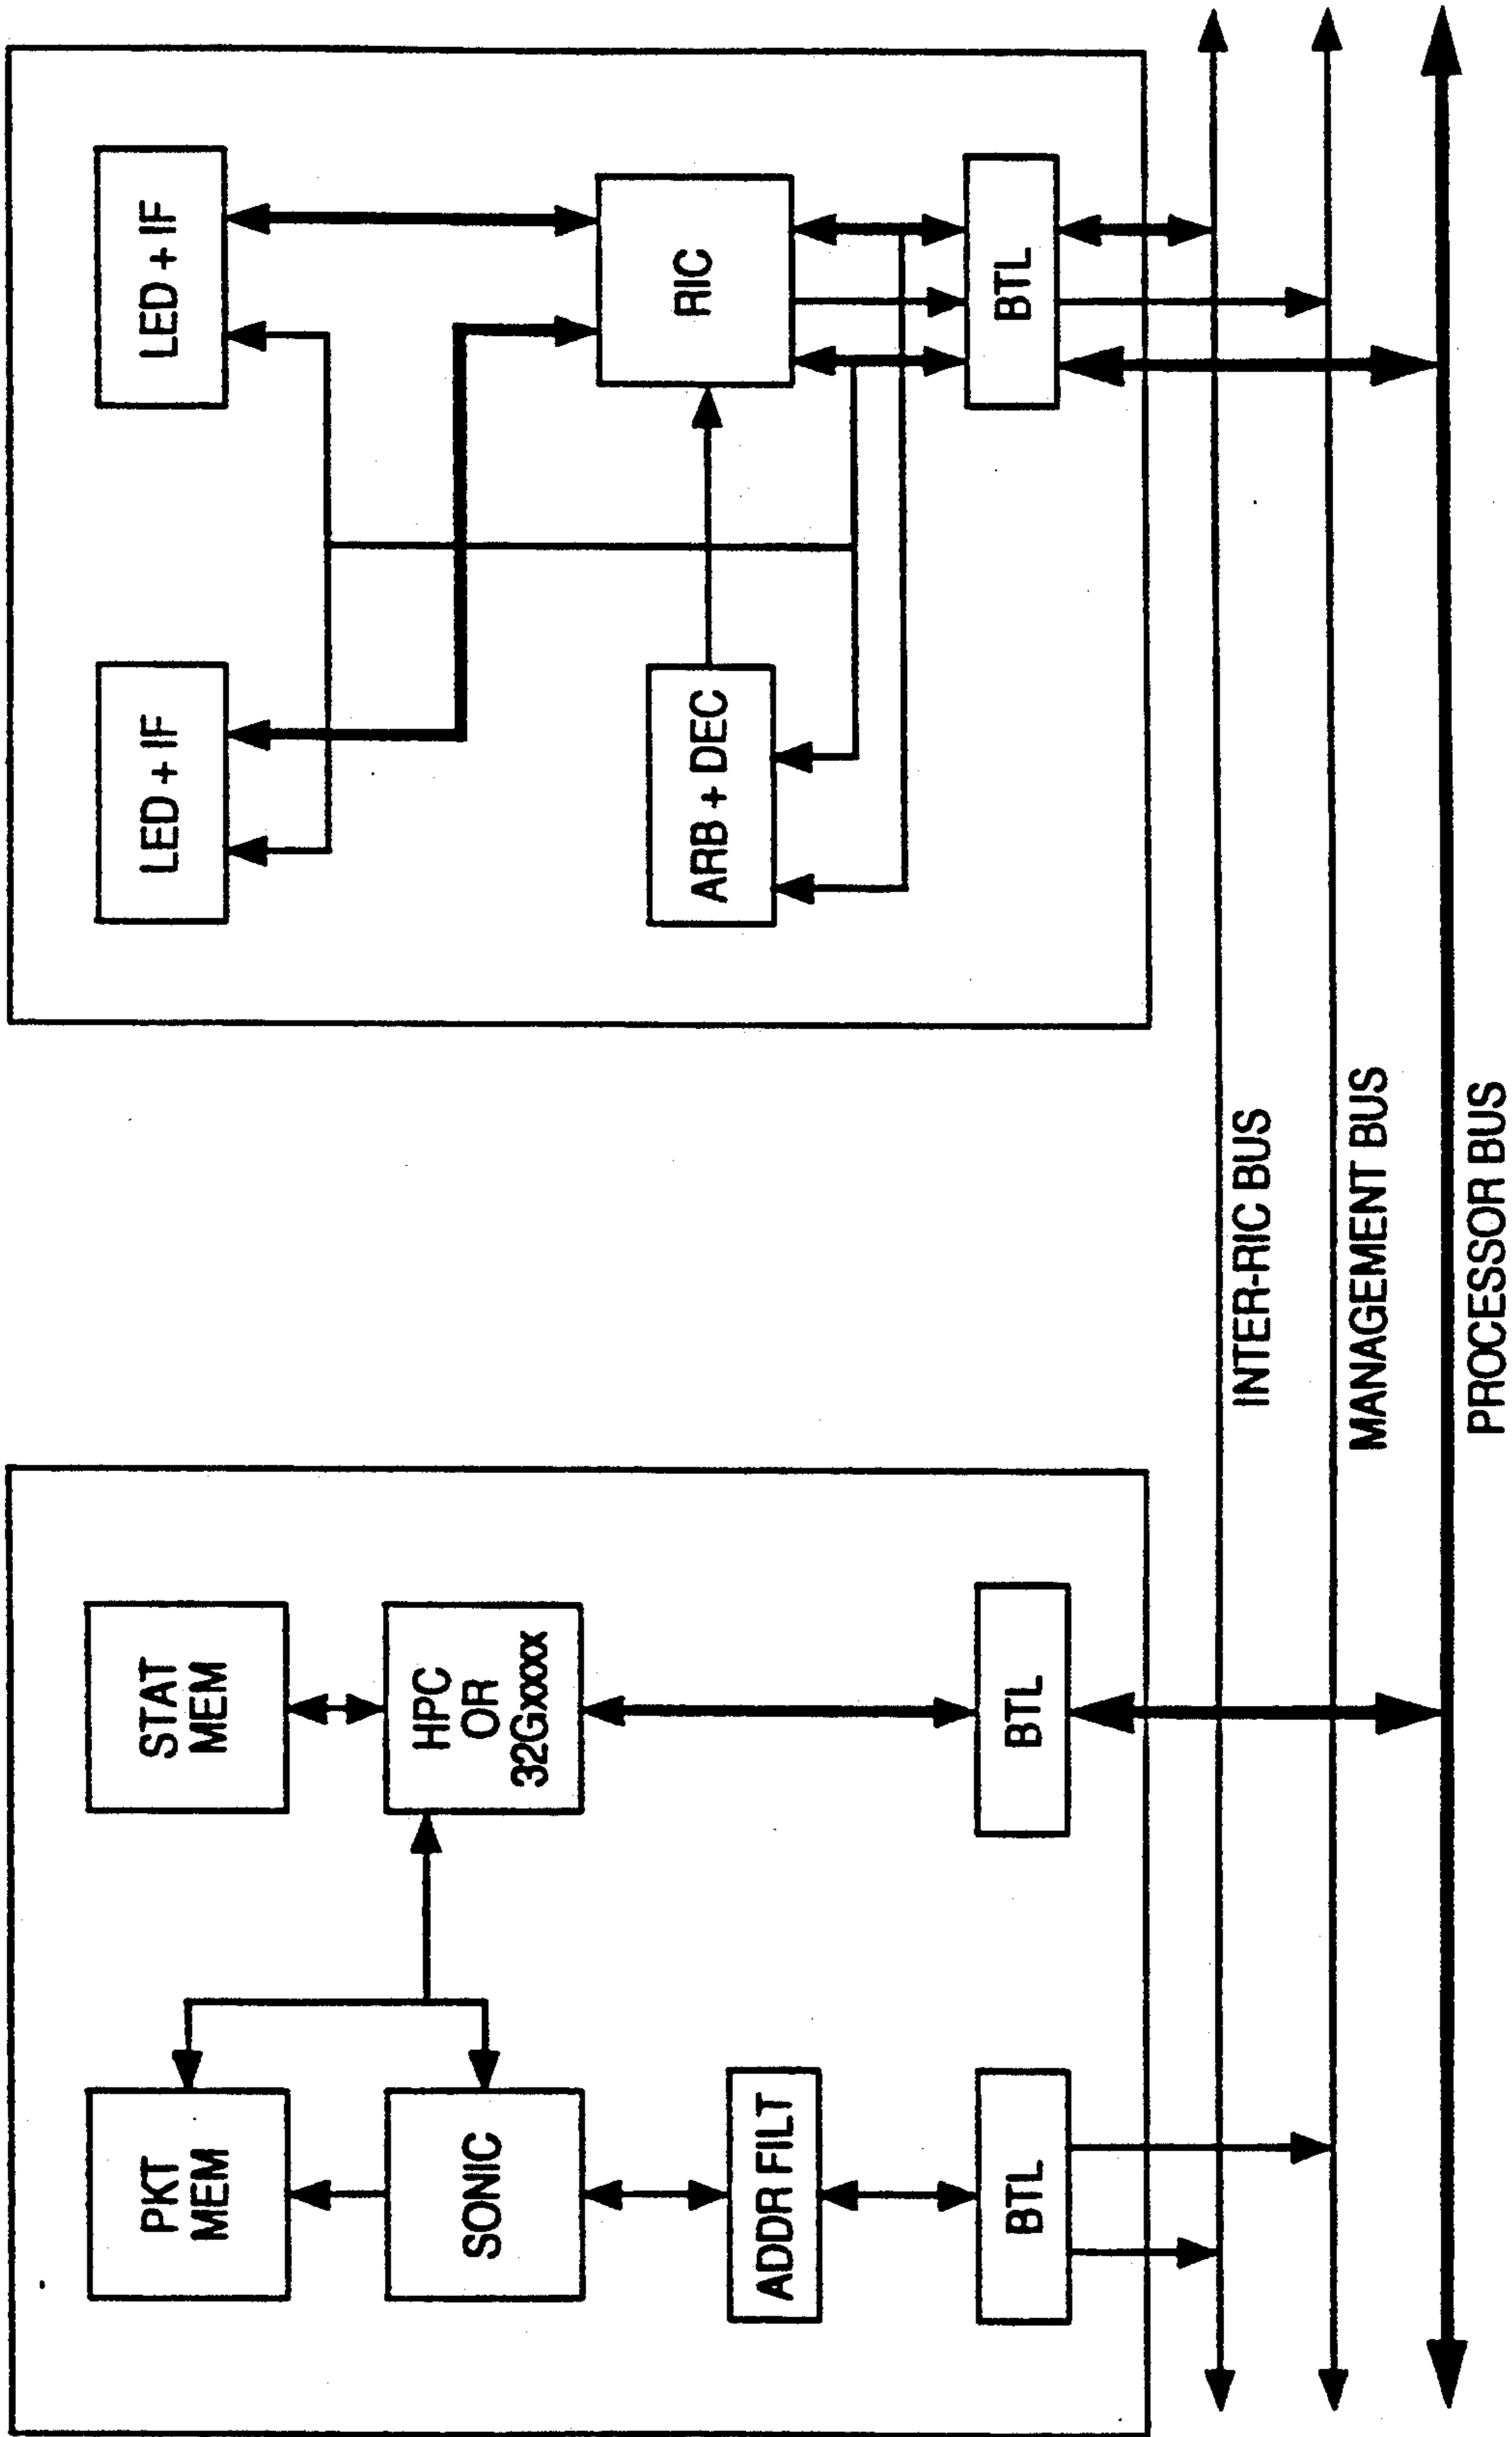 PKT
MEM
STAT
MEM
SONIC
HPC
OR
32Gxxxx
ADDR FILT
BTL
BTL
LED + IF
LED + IF
ARB + DEC
RIC
BTL
INTER-RIC BUS
MANAGEMENT BUS
PROCESSOR BUS